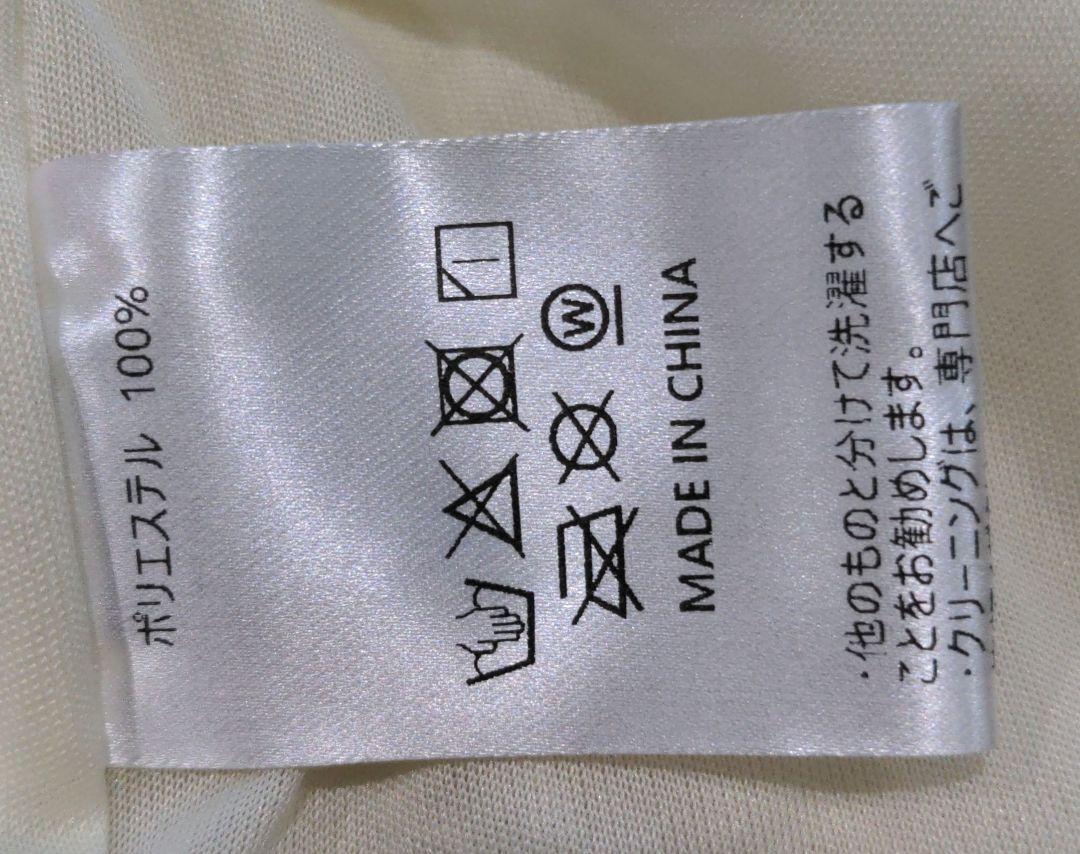 ポリエステル 100%
W
MADE IN CHINA
・他のものと分けて洗濯する
ことをお勧めします。
・クリーニングは、専門店へご